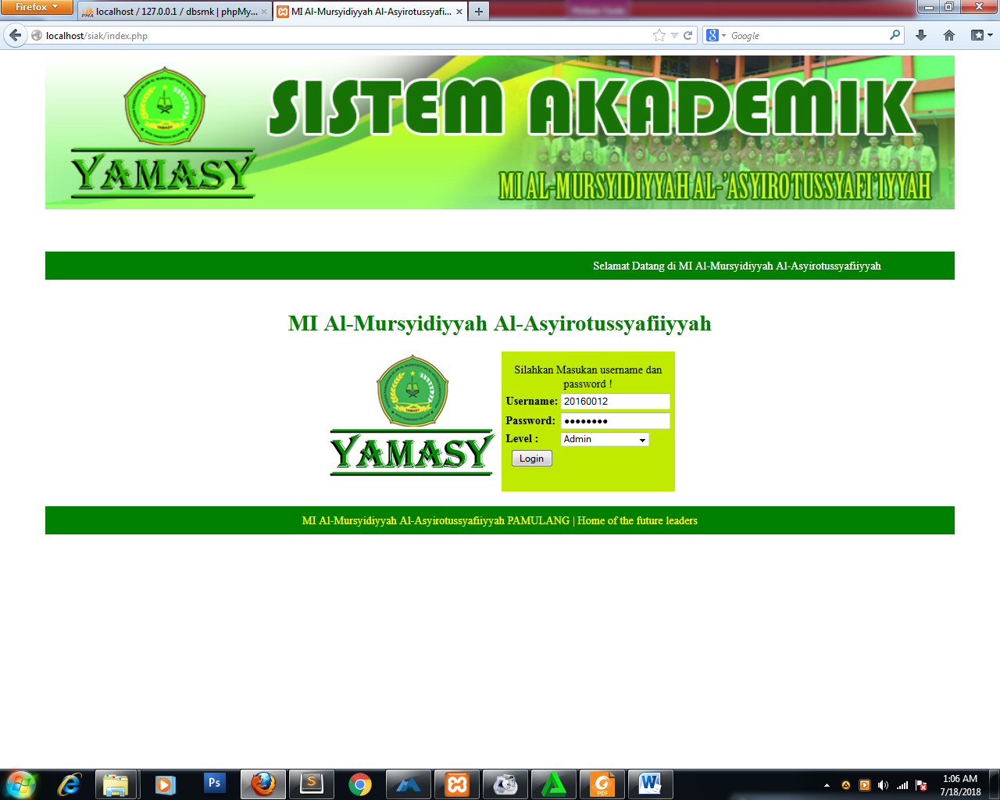 Firefox
localhost / 127.0.0.1 / dbsmk | phpMy...
MI Al-Mursyidiyyah Al-Asyirotussyafi...
localhost/siak/index.php
Google
SISTEM AKADEMIK
YAMASY
MI AL-MURSYIDIYYAH AL-'ASYIROTUSSYAFI'IYYAH
Selamat Datang di MI Al-Mursyidiyyah Al-Asyirotussyafiiyyah
MI Al-Mursyidiyyah Al-Asyirotussyafiiyyah
YAMASY
Silahkan Masukan username dan
password !
Username: 20160012
Password: ●●●●●●●●
Level : Admin
Login
MI Al-Mursyidiyyah Al-Asyirotussyafiiyyah PAMULANG | Home of the future leaders
1:06 AM
7/18/2018